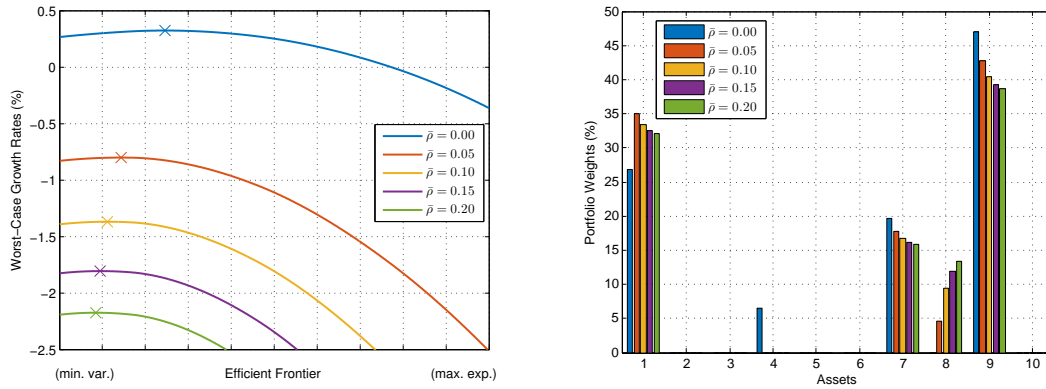 0.5
0
−0.5
−1
−1.5
−2
−2.5
Worst−Case Growth Rates (%)
ρ̄ = 0.00
ρ̄ = 0.05
ρ̄ = 0.10
ρ̄ = 0.15
ρ̄ = 0.20
(min. var.) Efficient Frontier (max. exp.)
50
45
40
35
30
25
20
15
10
5
0
Portfolio Weights (%)
ρ̄ = 0.00
ρ̄ = 0.05
ρ̄ = 0.10
ρ̄ = 0.15
ρ̄ = 0.20
1 2 3 4 5 6 7 8 9 10
Assets